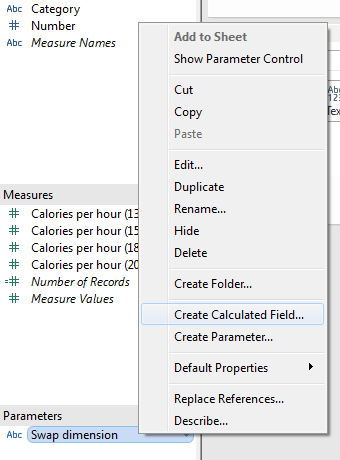 Abc Category
# Number
Abc Measure Names
Measures
# Calories per hour (13
# Calories per hour (15
# Calories per hour (18
# Calories per hour (20
=# Number of Records
# Measure Values
Parameters
Abc Swap dimension
Add to Sheet
Show Parameter Control
Cut
Copy
Paste
Edit...
Duplicate
Rename...
Hide
Delete
Create Folder...
Create Calculated Field...
Create Parameter...
Default Properties
Replace References...
Describe...
Abc
123
Tex